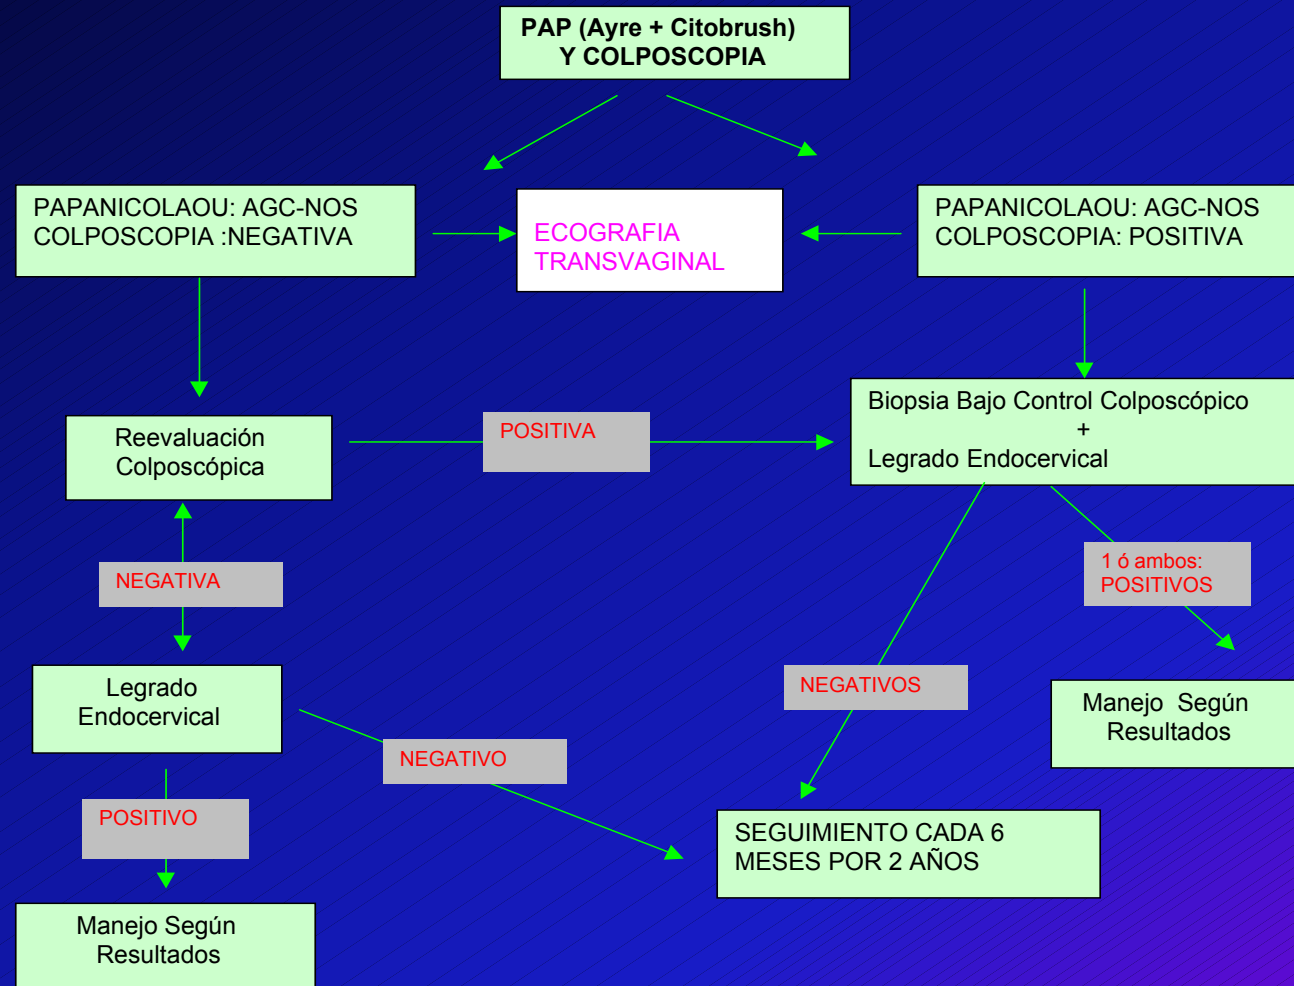 PAP (Ayre + Citobrush)
Y COLPOSCOPIA
PAPANICOLAOU: AGC-NOS
COLPOSCOPIA :NEGATIVA
ECOGRAFIA
TRANSVAGINAL
PAPANICOLAOU: AGC-NOS
COLPOSCOPIA: POSITIVA
Reevaluación
Colposcópica
POSITIVA
Biopsia Bajo Control Colposcópico
+
Legrado Endocervical
NEGATIVA
1 ó ambos:
POSITIVOS
Legrado
Endocervical
NEGATIVOS
Manejo Según
Resultados
NEGATIVO
POSITIVO
SEGUIMIENTO CADA 6
MESES POR 2 AÑOS
Manejo Según
Resultados